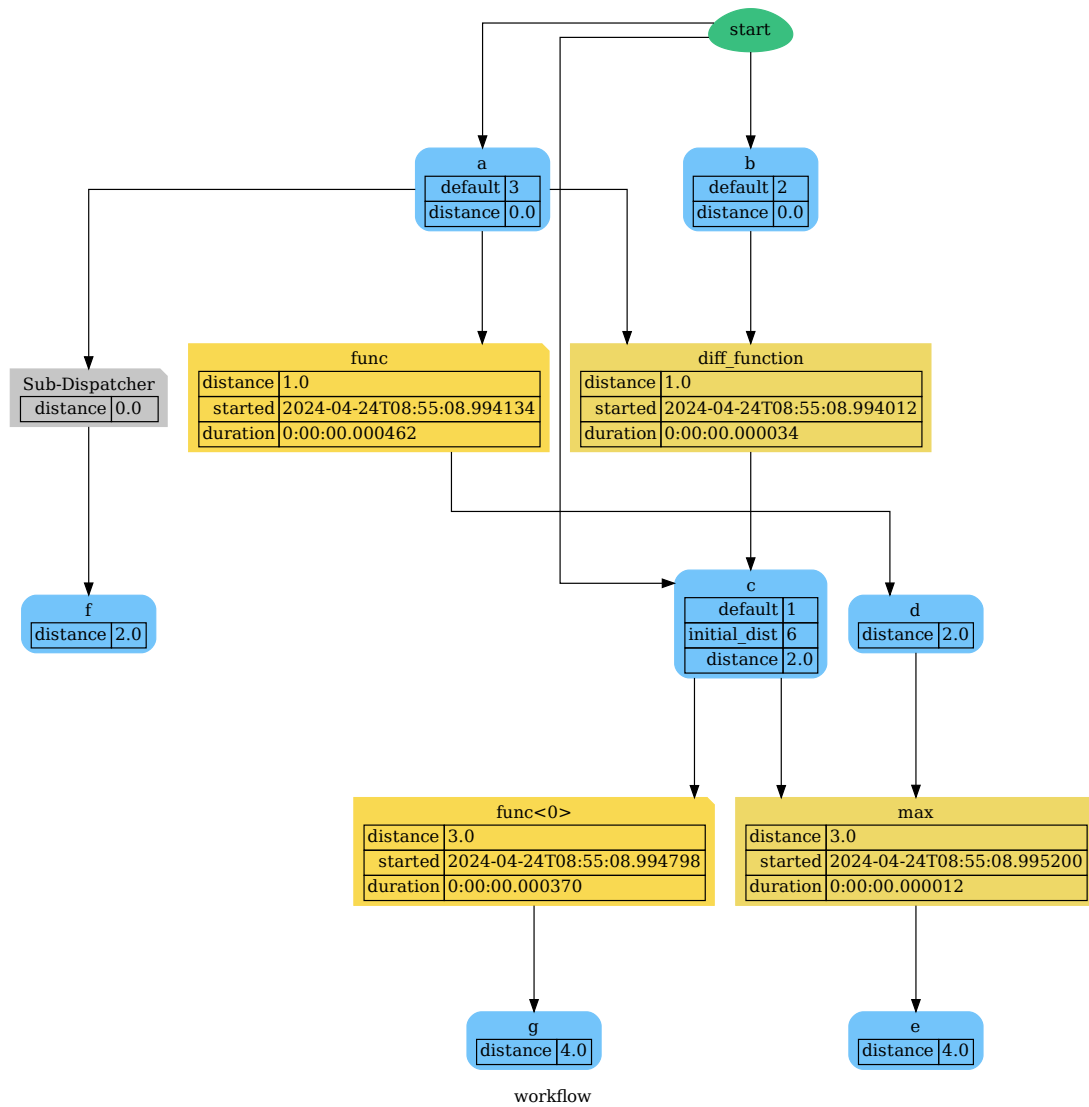 start
a
default 3
distance 0.0
b
default 2
distance 0.0
Sub-Dispatcher
distance 0.0
func
distance 1.0
started 2024-04-24T08:55:08.994134
duration 0:00:00.000462
diff_function
distance 1.0
started 2024-04-24T08:55:08.994012
duration 0:00:00.000034
f
distance 2.0
c
default 1
initial_dist 6
distance 2.0
d
distance 2.0
func<0>
distance 3.0
started 2024-04-24T08:55:08.994798
duration 0:00:00.000370
max
distance 3.0
started 2024-04-24T08:55:08.995200
duration 0:00:00.000012
g
distance 4.0
e
distance 4.0
workflow